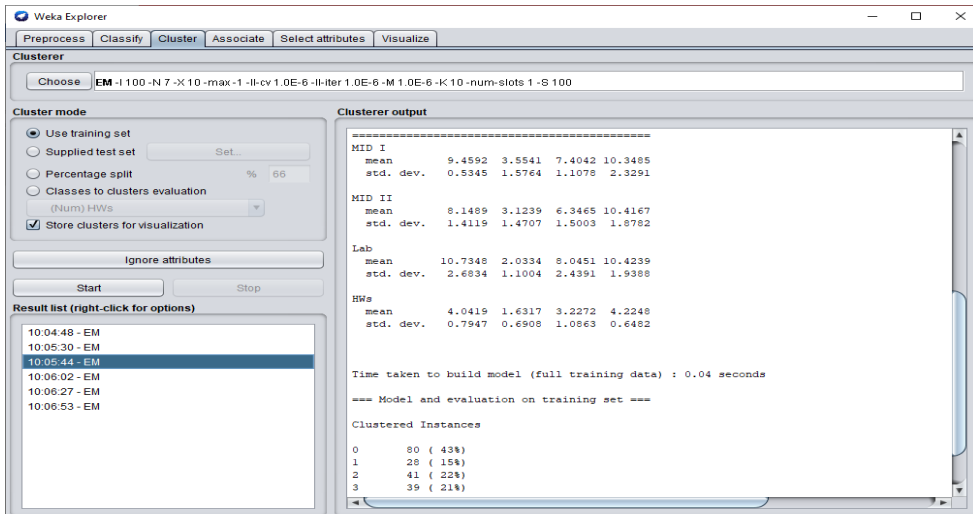 Weka Explorer
Preprocess Classify Cluster Associate Select attributes Visualize
Clusterer
Choose EM -I 100 -N 7 -X 10 -max -1 -ll-cv 1.0E-6 -ll-iter 1.0E-6 -M 1.0E-6 -K 10 -num-slots 1 -S 100
Cluster mode
Use training set
Supplied test set Set...
Percentage split % 66
Classes to clusters evaluation
(Num) HWs
Store clusters for visualization
Ignore attributes
Start Stop
Result list (right-click for options)
10:04:48 - EM
10:05:30 - EM
10:05:44 - EM
10:06:02 - EM
10:06:27 - EM
10:06:53 - EM
Clusterer output
==============================================
MID I
mean 9.4592 3.5541 7.4042 10.3485
std. dev. 0.5345 1.5764 1.1078 2.3291
MID II
mean 8.1489 3.1239 6.3465 10.4167
std. dev. 1.4119 1.4707 1.5003 1.8782
Lab
mean 10.7348 2.0334 8.0451 10.4239
std. dev. 2.6834 1.1004 2.4391 1.9388
HWs
mean 4.0419 1.6317 3.2272 4.2248
std. dev. 0.7947 0.6908 1.0863 0.6482
Time taken to build model (full training data) : 0.04 seconds
=== Model and evaluation on training set ===
Clustered Instances
0 80 ( 43%)
1 28 ( 15%)
2 41 ( 22%)
3 39 ( 21%)